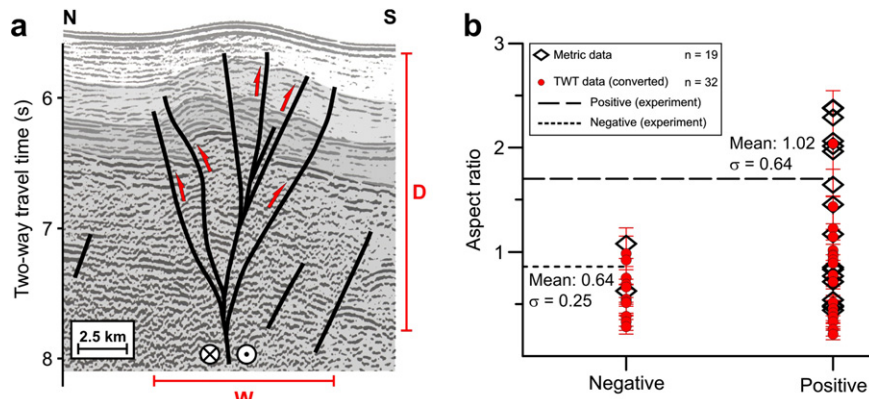 a
N
S
Two-way travel time (s)
6
7
8
2.5 km
D
W
b
Aspect ratio
3
2
1
Metric data n = 19
TWT data (converted) n = 32
Positive (experiment)
Negative (experiment)
Mean: 1.02
σ = 0.64
Mean: 0.64
σ = 0.25
Negative
Positive